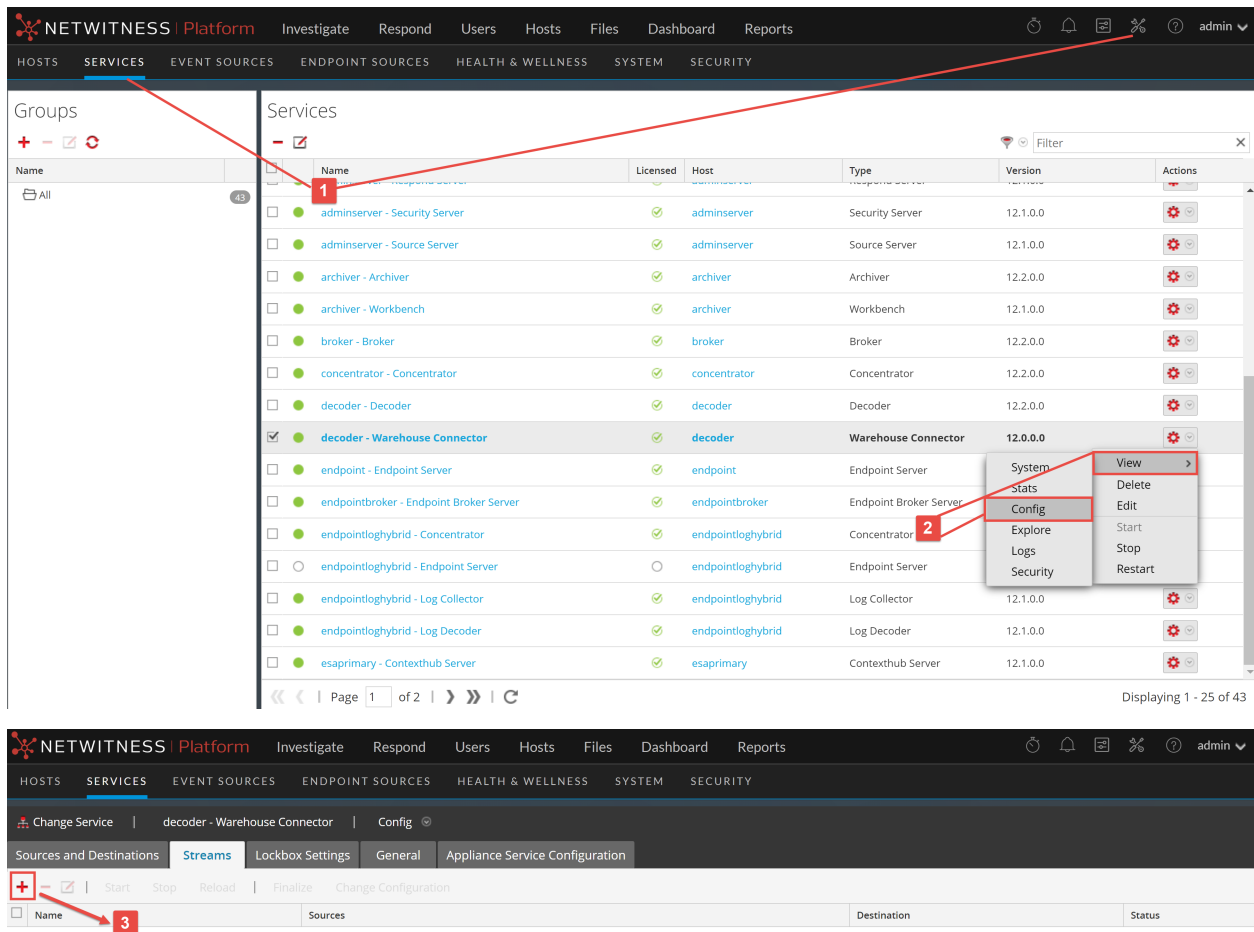 NETWITNESS Platform Investigate Respond Users Hosts Files Dashboard Reports admin
HOSTS SERVICES EVENT SOURCES ENDPOINT SOURCES HEALTH & WELLNESS SYSTEM SECURITY
Groups
Services
Filter
Name
Name Licensed Host Type Version Actions
All 43
1
adminserver - Security Server adminserver Security Server 12.1.0.0
adminserver - Source Server adminserver Source Server 12.1.0.0
archiver - Archiver archiver Archiver 12.2.0.0
archiver - Workbench archiver Workbench 12.1.0.0
broker - Broker broker Broker 12.2.0.0
concentrator - Concentrator concentrator Concentrator 12.2.0.0
decoder - Decoder decoder Decoder 12.2.0.0
decoder - Warehouse Connector decoder Warehouse Connector 12.0.0.0
endpoint - Endpoint Server endpoint Endpoint Server
endpointbroker - Endpoint Broker Server endpointbroker Endpoint Broker Server
endpointloghybrid - Concentrator endpointloghybrid Concentrator
endpointloghybrid - Endpoint Server endpointloghybrid Endpoint Server
endpointloghybrid - Log Collector endpointloghybrid Log Collector 12.1.0.0
endpointloghybrid - Log Decoder endpointloghybrid Log Decoder 12.1.0.0
esaprimary - Contexthub Server esaprimary Contexthub Server 12.1.0.0
System
Stats
Config
Explore
Logs
Security
View
Delete
Edit
Start
Stop
Restart
2
Page 1 of 2
Displaying 1 - 25 of 43
NETWITNESS Platform Investigate Respond Users Hosts Files Dashboard Reports admin
HOSTS SERVICES EVENT SOURCES ENDPOINT SOURCES HEALTH & WELLNESS SYSTEM SECURITY
Change Service | decoder - Warehouse Connector | Config
Sources and Destinations Streams Lockbox Settings General Appliance Service Configuration
Start Stop Reload | Finalize Change Configuration
Name Sources Destination Status
3